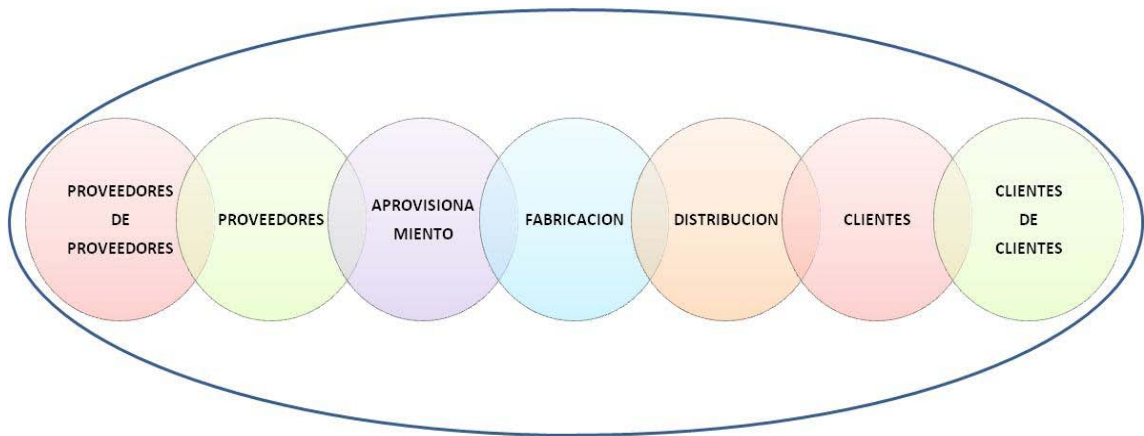 PROVEEDORES
DE
PROVEEDORES
PROVEEDORES
APROVISIONA
MIENTO
FABRICACION
DISTRIBUCION
CLIENTES
CLIENTES
DE
CLIENTES